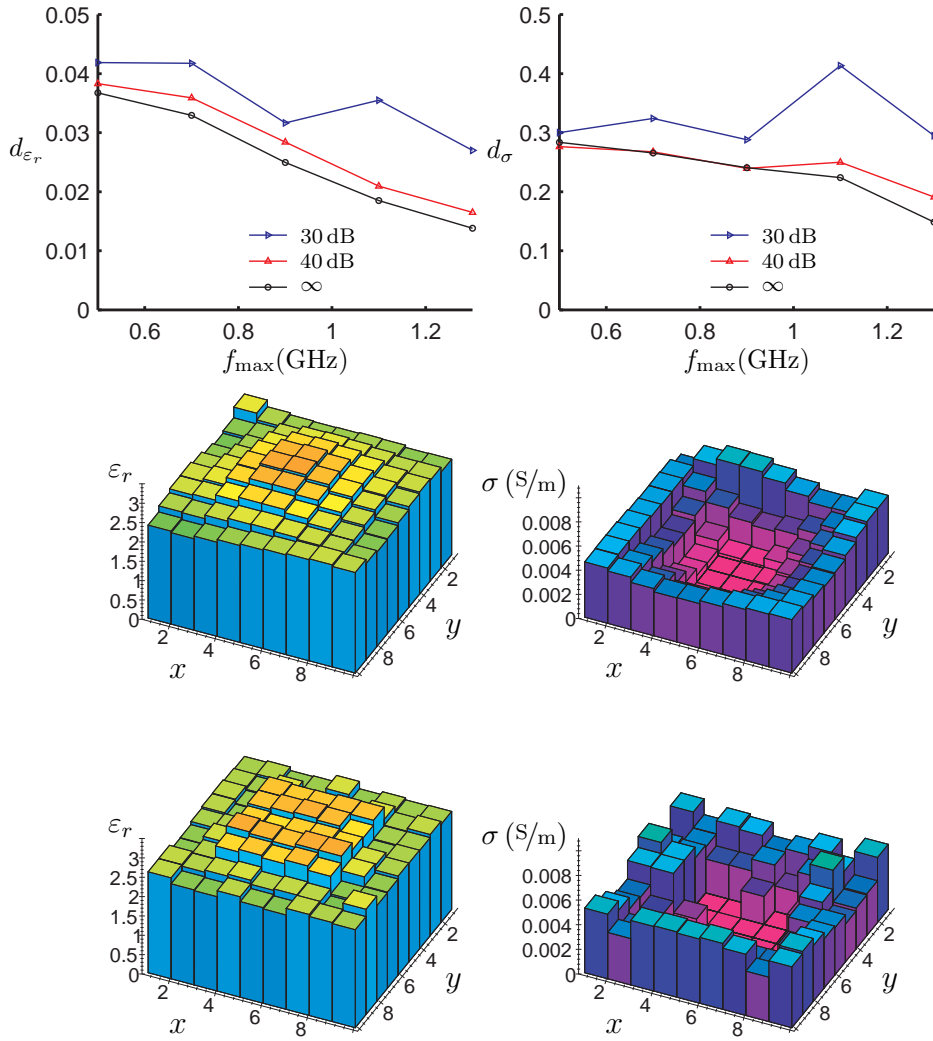 0.05
0.04
0.03
0.02
0.01
0
d_{ε_r}
0.6 0.8 1 1.2
f_max(GHz)
30 dB
40 dB
∞
0.5
0.4
0.3
0.2
0.1
0
d_σ
0.6 0.8 1 1.2
f_max(GHz)
30 dB
40 dB
∞
ε_r
3
2.5
2
1.5
1
0.5
0
2 4 6 8
x
2
4
6
8
y
σ (S/m)
0.008
0.006
0.004
0.002
0
2 4 6 8
x
2
4
6
8
y
ε_r
3
2.5
2
1.5
1
0.5
0
2 4 6 8
x
2
4
6
8
y
σ (S/m)
0.008
0.006
0.004
0.002
0
2 4 6 8
x
2
4
6
8
y